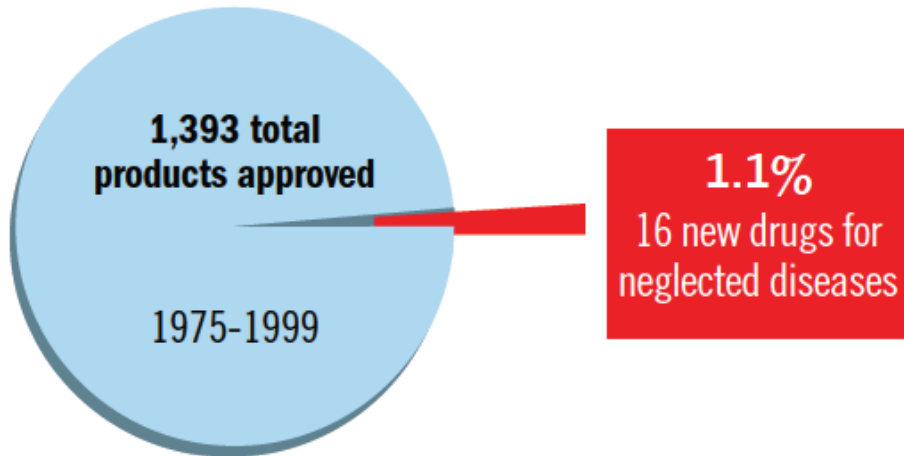 1,393 total
products approved
1975-1999
1.1%
16 new drugs for
neglected diseases